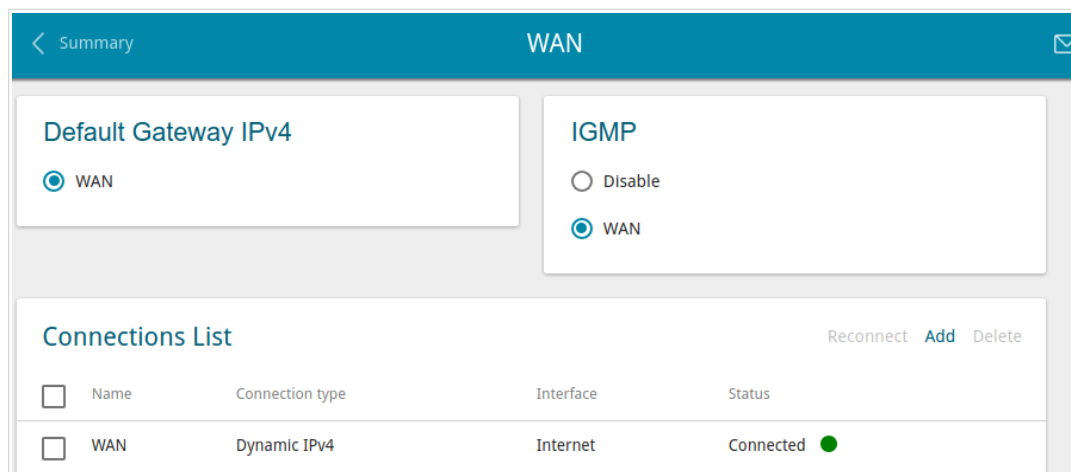 Summary
WAN
Default Gateway IPv4
WAN
IGMP
Disable
WAN
Connections List
Reconnect Add Delete
Name Connection type Interface Status
WAN Dynamic IPv4 Internet Connected